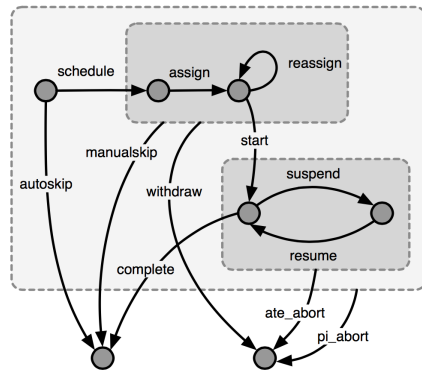 schedule
assign
reassign
manualskip
start
autoskip
withdraw
suspend
complete
resume
ate_abort
pi_abort